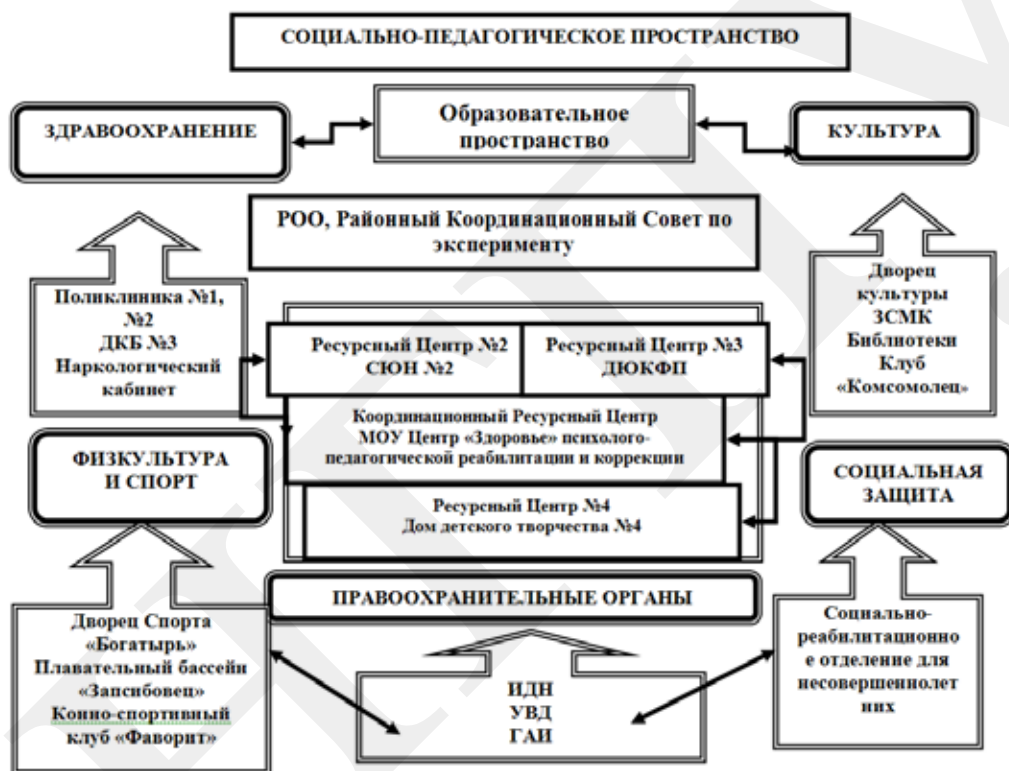 СОЦИАЛЬНО-ПЕДАГОГИЧЕСКОЕ ПРОСТРАНСТВО
ЗДРАВООХРАНЕНИЕ
Образовательное
пространство
КУЛЬТУРА
РОО, Районный Координационный Совет по
эксперименту
Поликлиника №1,
№2
ДКБ №3
Наркологический
кабинет
Дворец
культуры
ЗСМК
Библиотеки
Клуб
«Комсомолец»
Ресурсный Центр №2
СЮН №2
Ресурсный Центр №3
ДЮКФП
Координационный Ресурсный Центр
МОУ Центр «Здоровье» психолого-
педагогической реабилитации и коррекции
ФИЗКУЛЬТУРА
И СПОРТ
СОЦИАЛЬНАЯ
ЗАЩИТА
Ресурсный Центр №4
Дом детского творчества №4
ПРАВООХРАНИТЕЛЬНЫЕ ОРГАНЫ
Дворец Спорта
«Богатырь»
Плавательный бассейн
«Запсибовец»
Конно-спортивный
клуб «Фаворит»
ИДН
УВД
ГАИ
Социально-
реабилитационно
е отделение для
несовершеннолет
них